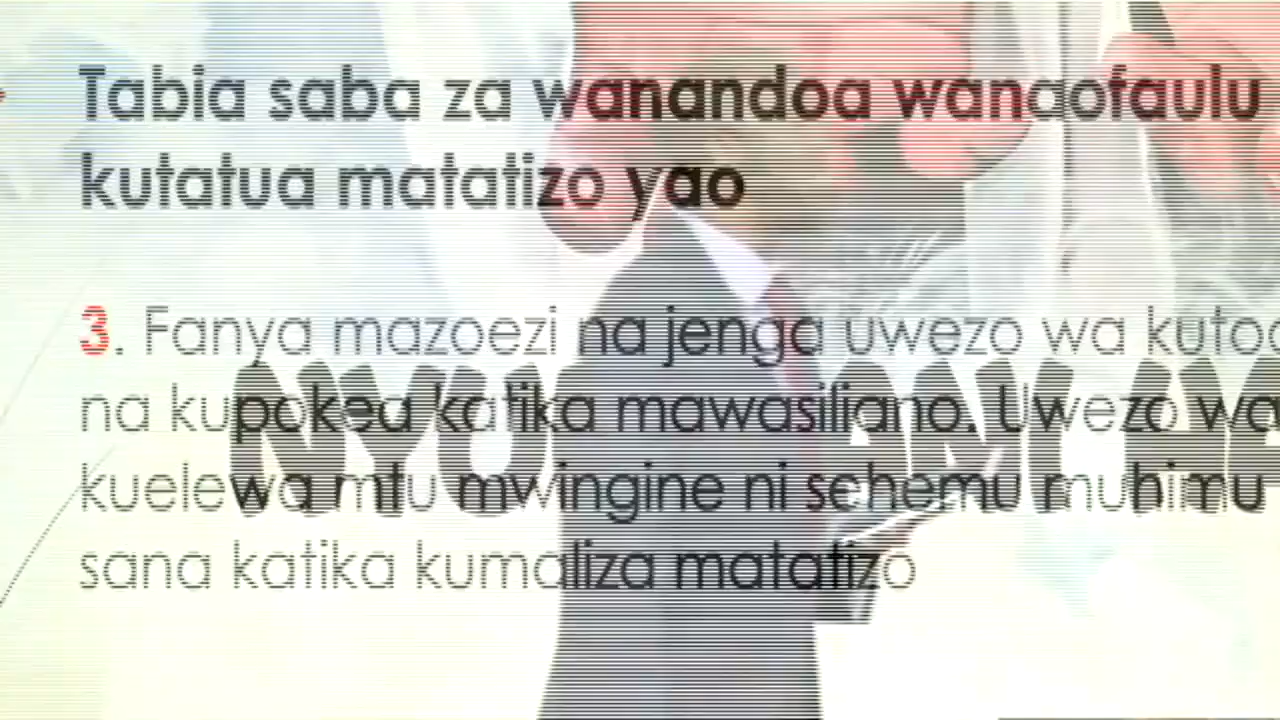 Tabia saba za wanandoa wanaofaulu
kutatua matatizo yao
3. Fanya mazoezi na jenga uwezo wa
na kupokea katika mawasiliano. Uwezo wa
kuelewa mtu mwingine ni sehemu muhimu
sana katika kumaliza matatizo